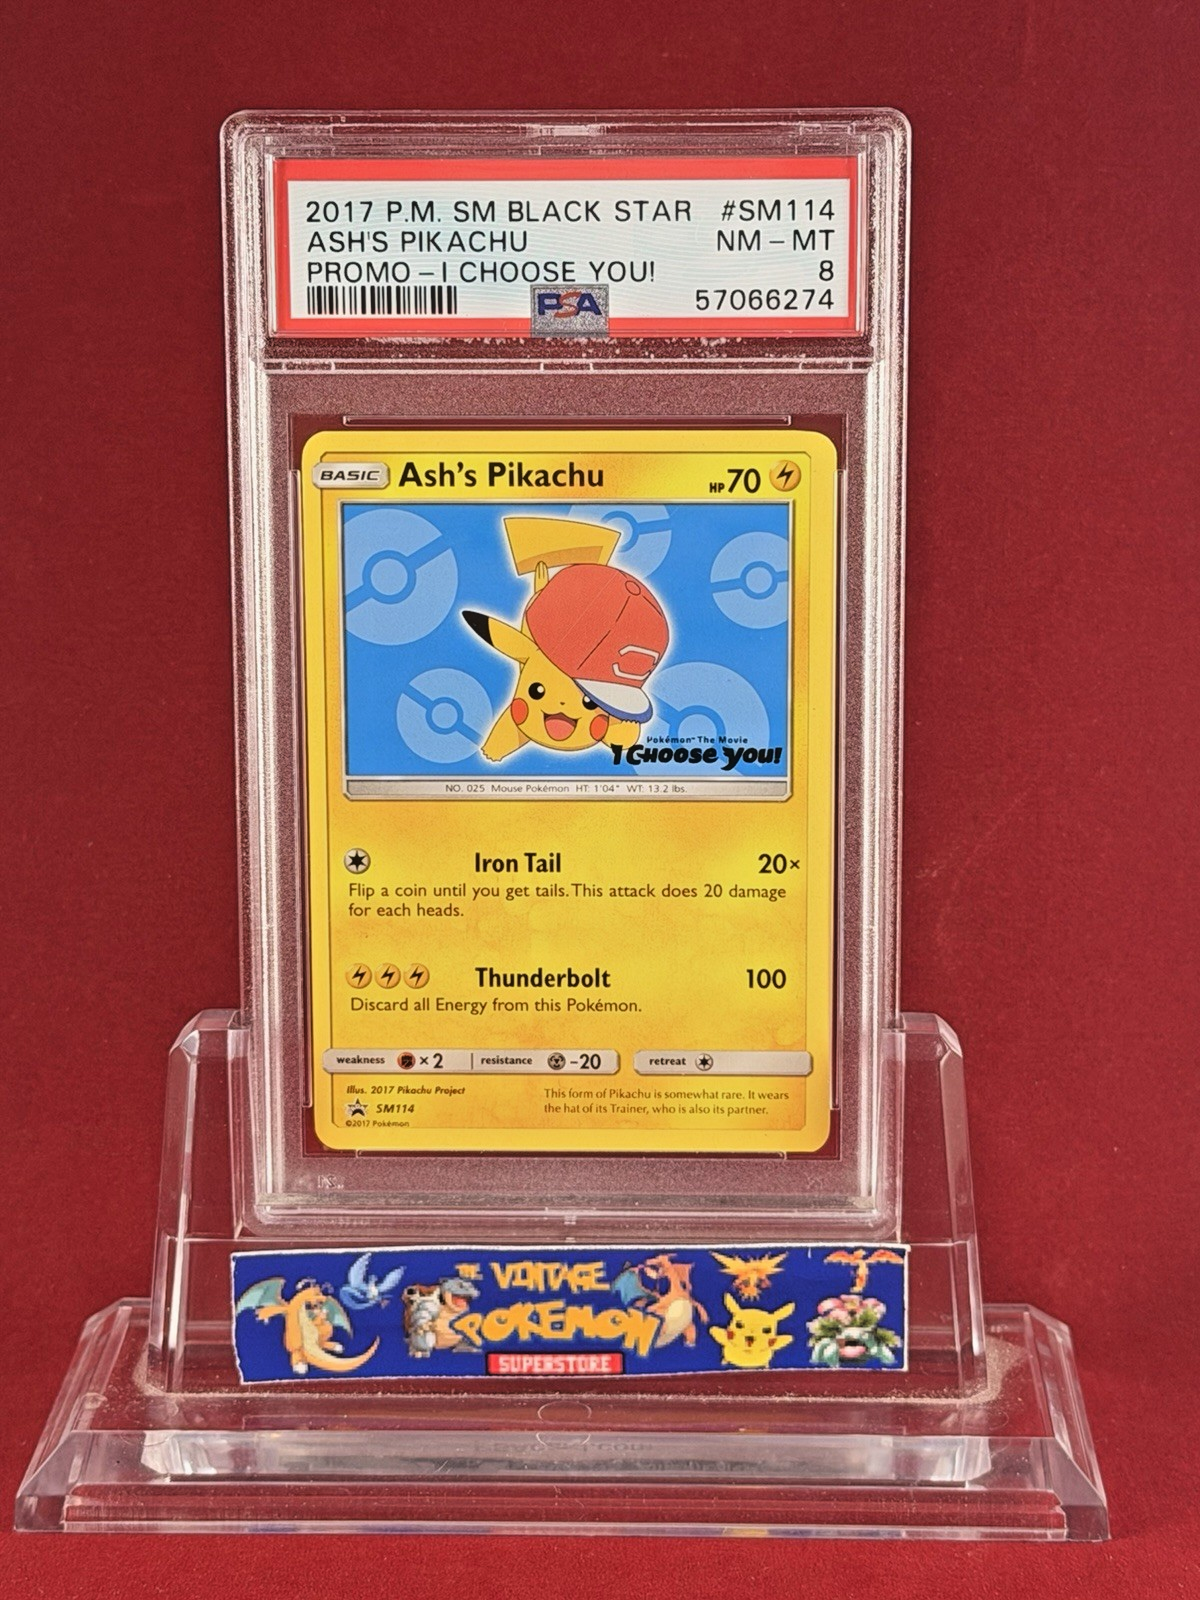 2017 P.M. SM BLACK STAR #SM114
ASH'S PIKACHU NM – MT
PROMO – I CHOOSE YOU! 8
PSA 57066274
BASIC Ash's Pikachu HP 70
Pokémon™ The Movie
I Choose You!
NO. 025 Mouse Pokémon HT: 1'04" WT: 13.2 lbs.
Iron Tail 20×
Flip a coin until you get tails. This attack does 20 damage
for each heads.
Thunderbolt 100
Discard all Energy from this Pokémon.
weakness × 2 resistance –20 retreat
Illus. 2017 Pikachu Project
SM114
©2017 Pokémon
This form of Pikachu is somewhat rare. It wears
the hat of its Trainer, who is also its partner.
THE VINTAGE
POKEMON
SUPERSTORE